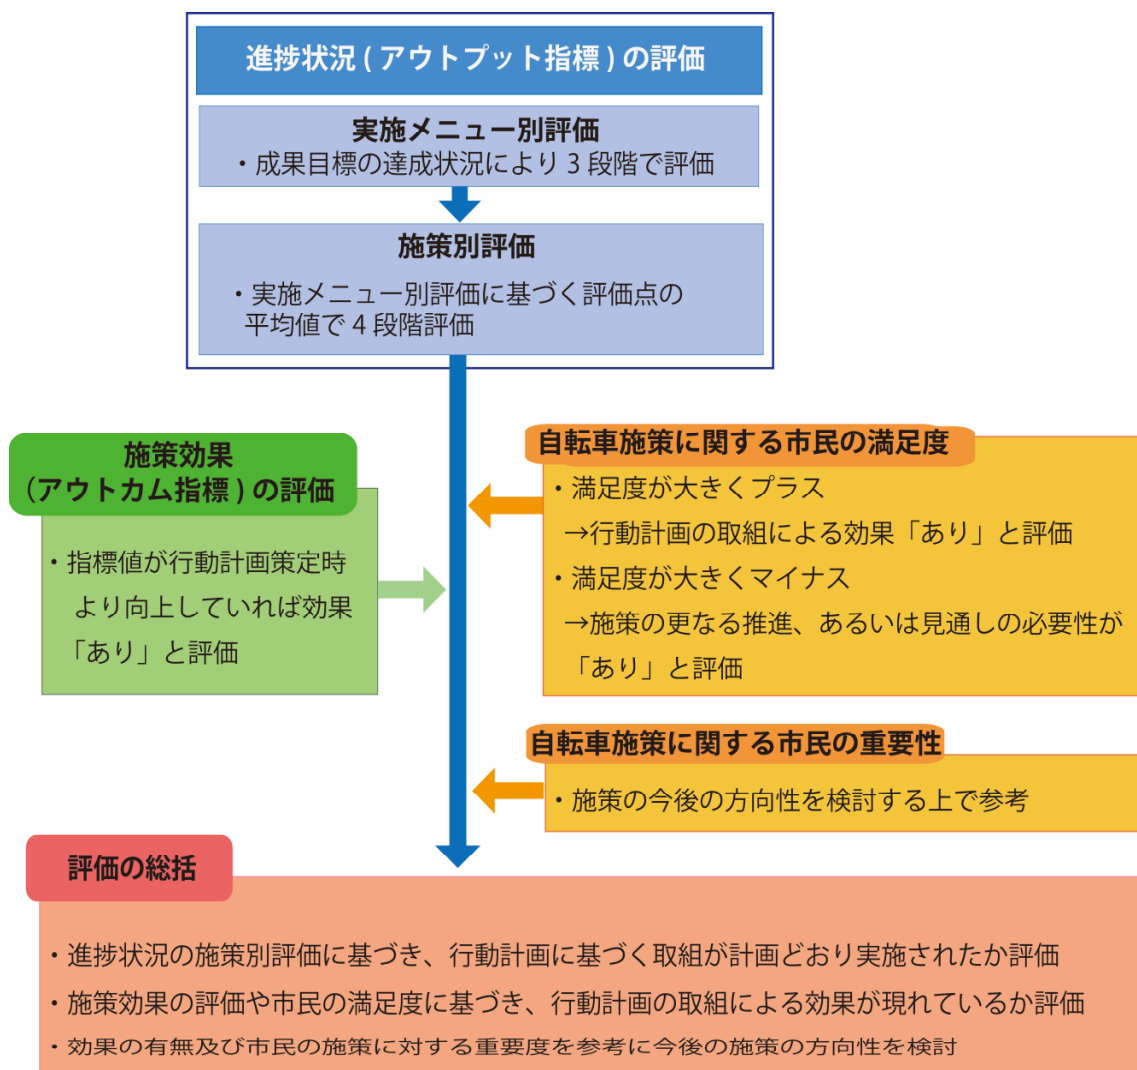 進捗状況 ( アウトプット指標 ) の評価
実施メニュー別評価
・成果目標の達成状況により 3 段階で評価
施策別評価
・実施メニュー別評価に基づく評価点の
平均値で 4 段階評価
施策効果
(アウトカム指標 ) の評価
・指標値が行動計画策定時
より向上していれば効果
「あり」と評価
自転車施策に関する市民の満足度
・満足度が大きくプラス
→行動計画の取組による効果「あり」と評価
・満足度が大きくマイナス
→施策の更なる推進、あるいは見通しの必要性が
「あり」と評価
自転車施策に関する市民の重要性
・施策の今後の方向性を検討する上で参考
評価の総括
・進捗状況の施策別評価に基づき、行動計画に基づく取組が計画どおり実施されたか評価
・施策効果の評価や市民の満足度に基づき、行動計画の取組による効果が現れているか評価
・効果の有無及び市民の施策に対する重要度を参考に今後の施策の方向性を検討